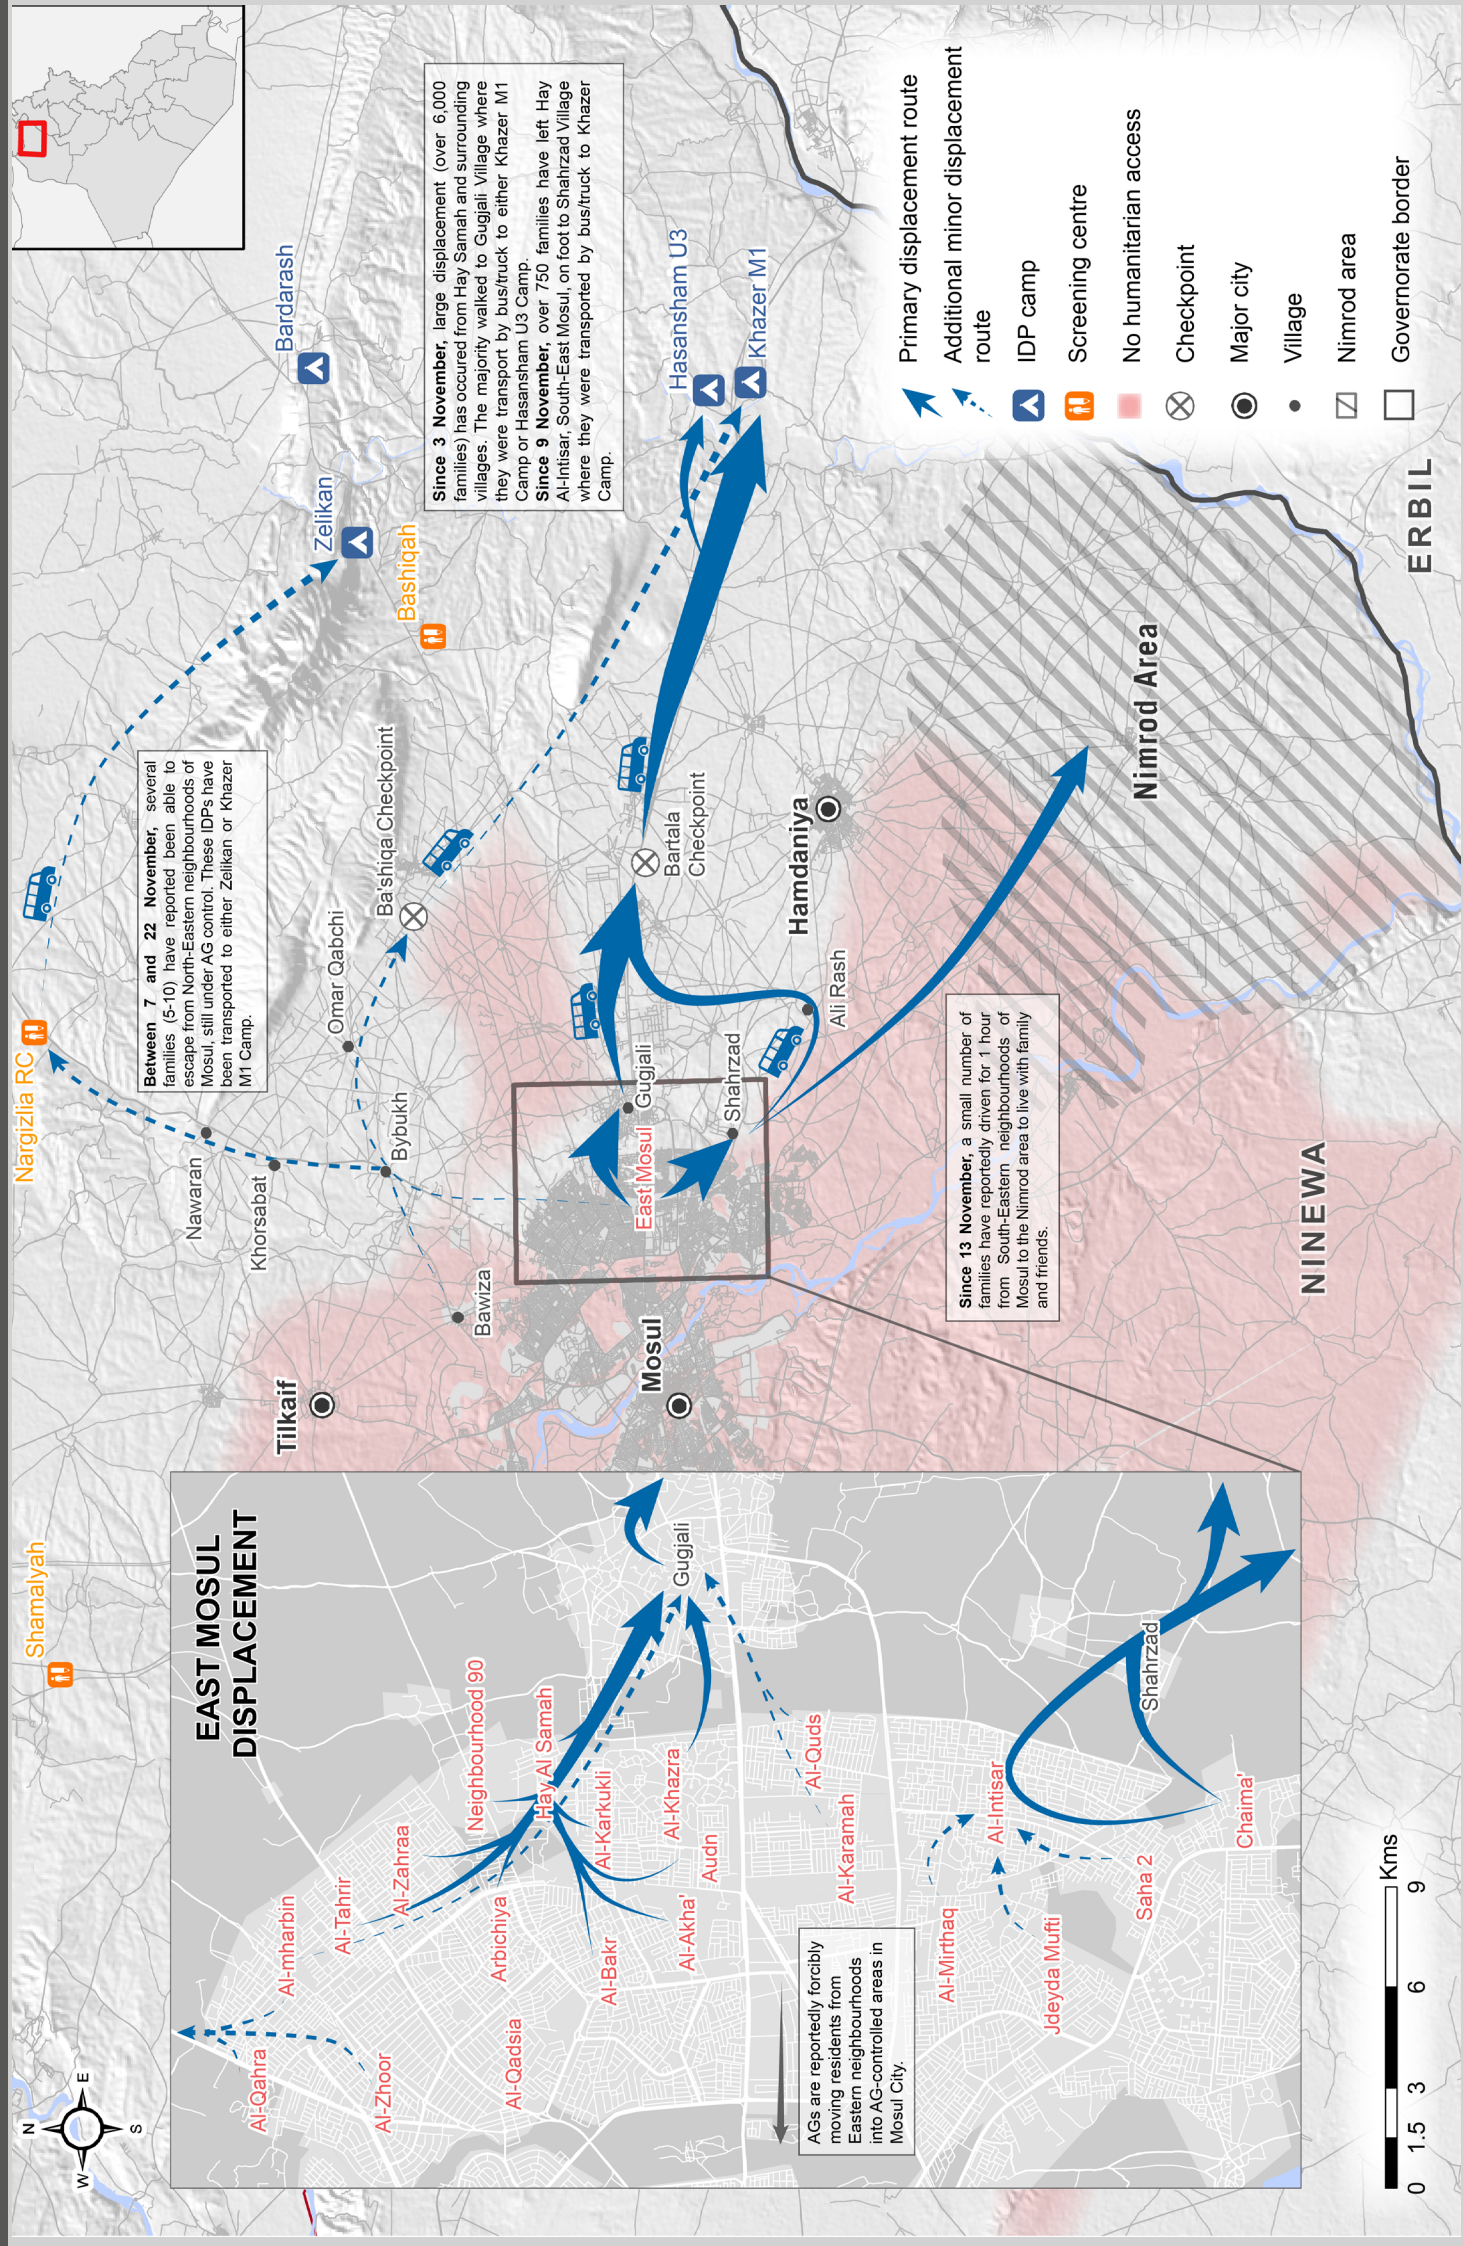 N
W
E
S
Shamalyah
Nargizlia RC
Between 7 and 22 November, several
families (5-10) have reported been able to
escape from North-Eastern neighbourhoods of
Mosul, still under AG control. These IDPs have
been transported to either Zelikan or Khazer
M1 Camp.
Bardarash
Zelikan
Bashiqah
Since 3 November, large displacement (over 6,000
families) has occured from Hay Samah and surrounding
villages. The majority walked to Gugjali Village where
they were transport by bus/truck to either Khazer M1
Camp or Hasansham U3 Camp.
Since 9 November, over 750 families have left Hay
Al-Intisar, South-East Mosul, on foot to Shahrzad Village
where they were transported by bus/truck to Khazer
Camp.
Nawaran
Khorsabat
Omar Qabchi
Ba'shiqa Checkpoint
Bybukh
Tilkaif
Bawiza
Mosul
East Mosul
Gugjali
Shahrzad
Bartala
Checkpoint
Hamdaniya
Ali Rash
Hasansham U3
Khazer M1
Nimrod Area
Since 13 November, a small number of
families have reportedly driven for 1 hour
from South-Eastern neighbourhoods of
Mosul to the Nimrod area to live with family
and friends.
NINEWA
ERBIL
EAST MOSUL
DISPLACEMENT
Al-Qahra
Al-mharbin
Al-Tahrir
Al-Zhoor
Al-Zahraa
Neighbourhood 90
Arbichiya
Hay Al Samah
Al-Qadsia
Al-Karkukli
Al-Bakr
Al-Khazra
Gugjali
Al-Akha'
Audn
Al-Quds
Al-Karamah
AGs are reportedly forcibly
moving residents from
Eastern neighbourhoods
into AG-controlled areas in
Mosul City.
Al-Mirthaq
Al-Intisar
Jdeyda Mufti
Saha 2
Shahrzad
Chaima'
Primary displacement route
Additional minor displacement
route
IDP camp
Screening centre
No humanitarian access
Checkpoint
Major city
Village
Nimrod area
Governorate border
Kms
0 1.5 3 6 9